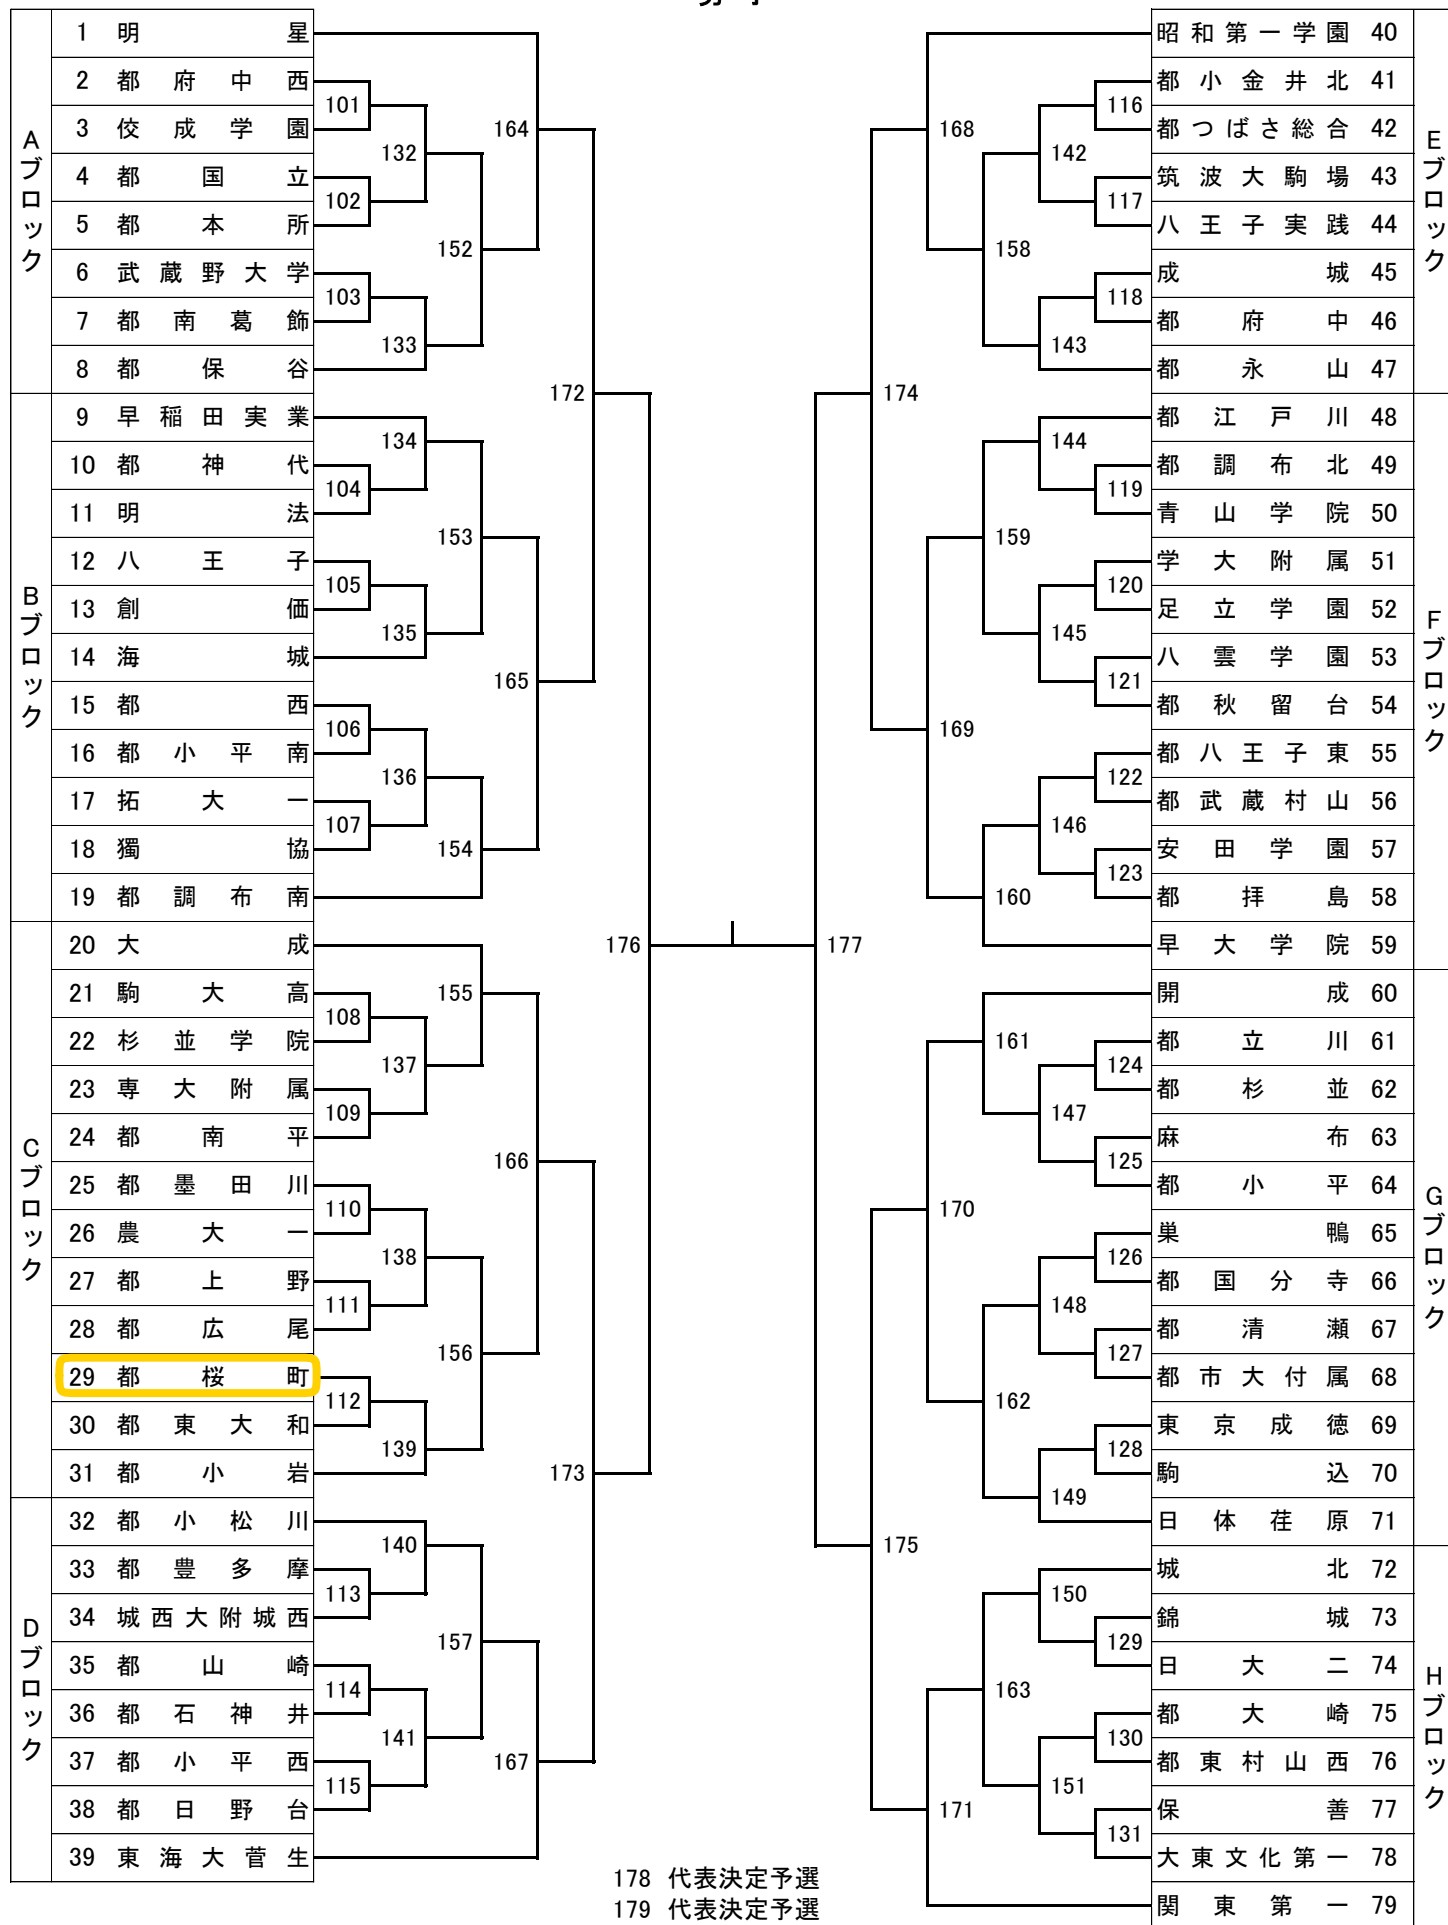 Aブロック
1 明星
2 都府中西
3 佼成学園
4 都国立
5 都本所
6 武蔵野大学
7 都南葛飾
8 都保谷
Bブロック
9 早稲田実業
10 都神代
11 明法
12 八王子
13 創価
14 海城
15 都西
16 都小平南
17 拓大一
18 獨協
19 都調布南
Cブロック
20 大成
21 駒大高
22 杉並学院
23 専大附属
24 都南平
25 都墨田川
26 農大一
27 都上野
28 都広尾
29 都桜町
30 都東大和
31 都小岩
Dブロック
32 都小松川
33 都豊多摩
34 城西大附城西
35 都山崎
36 都石神井
37 都小平西
38 都日野台
39 東海大菅生
101
102
103
104
105
106
107
108
109
110
111
112
113
114
115
132
133
134
135
136
137
138
139
140
141
152
153
154
155
156
157
164
165
166
167
172
173
176
177
174
175
168
169
170
171
158
159
160
161
162
163
142
143
144
145
146
147
148
149
150
151
116
117
118
119
120
121
122
123
124
125
126
127
128
129
130
131
昭和第一学園 40
都小金井北 41
都つばさ総合 42
筑波大駒場 43
八王子実践 44
成城 45
都府中 46
都永山 47
Eブロック
都江戸川 48
都調布北 49
青山学院 50
学大附属 51
足立学園 52
八雲学園 53
都秋留台 54
都八王子東 55
都武蔵村山 56
安田学園 57
都拝島 58
早大学院 59
Fブロック
開成 60
都立川 61
都杉並 62
麻布 63
都小平 64
巣鴨 65
都国分寺 66
都清瀬 67
都市大付属 68
東京成徳 69
駒込 70
日体荏原 71
Gブロック
城北 72
錦城 73
日大二 74
都大崎 75
都東村山西 76
保善 77
大東文化第一 78
関東第一 79
Hブロック
178 代表決定予選
179 代表決定予選